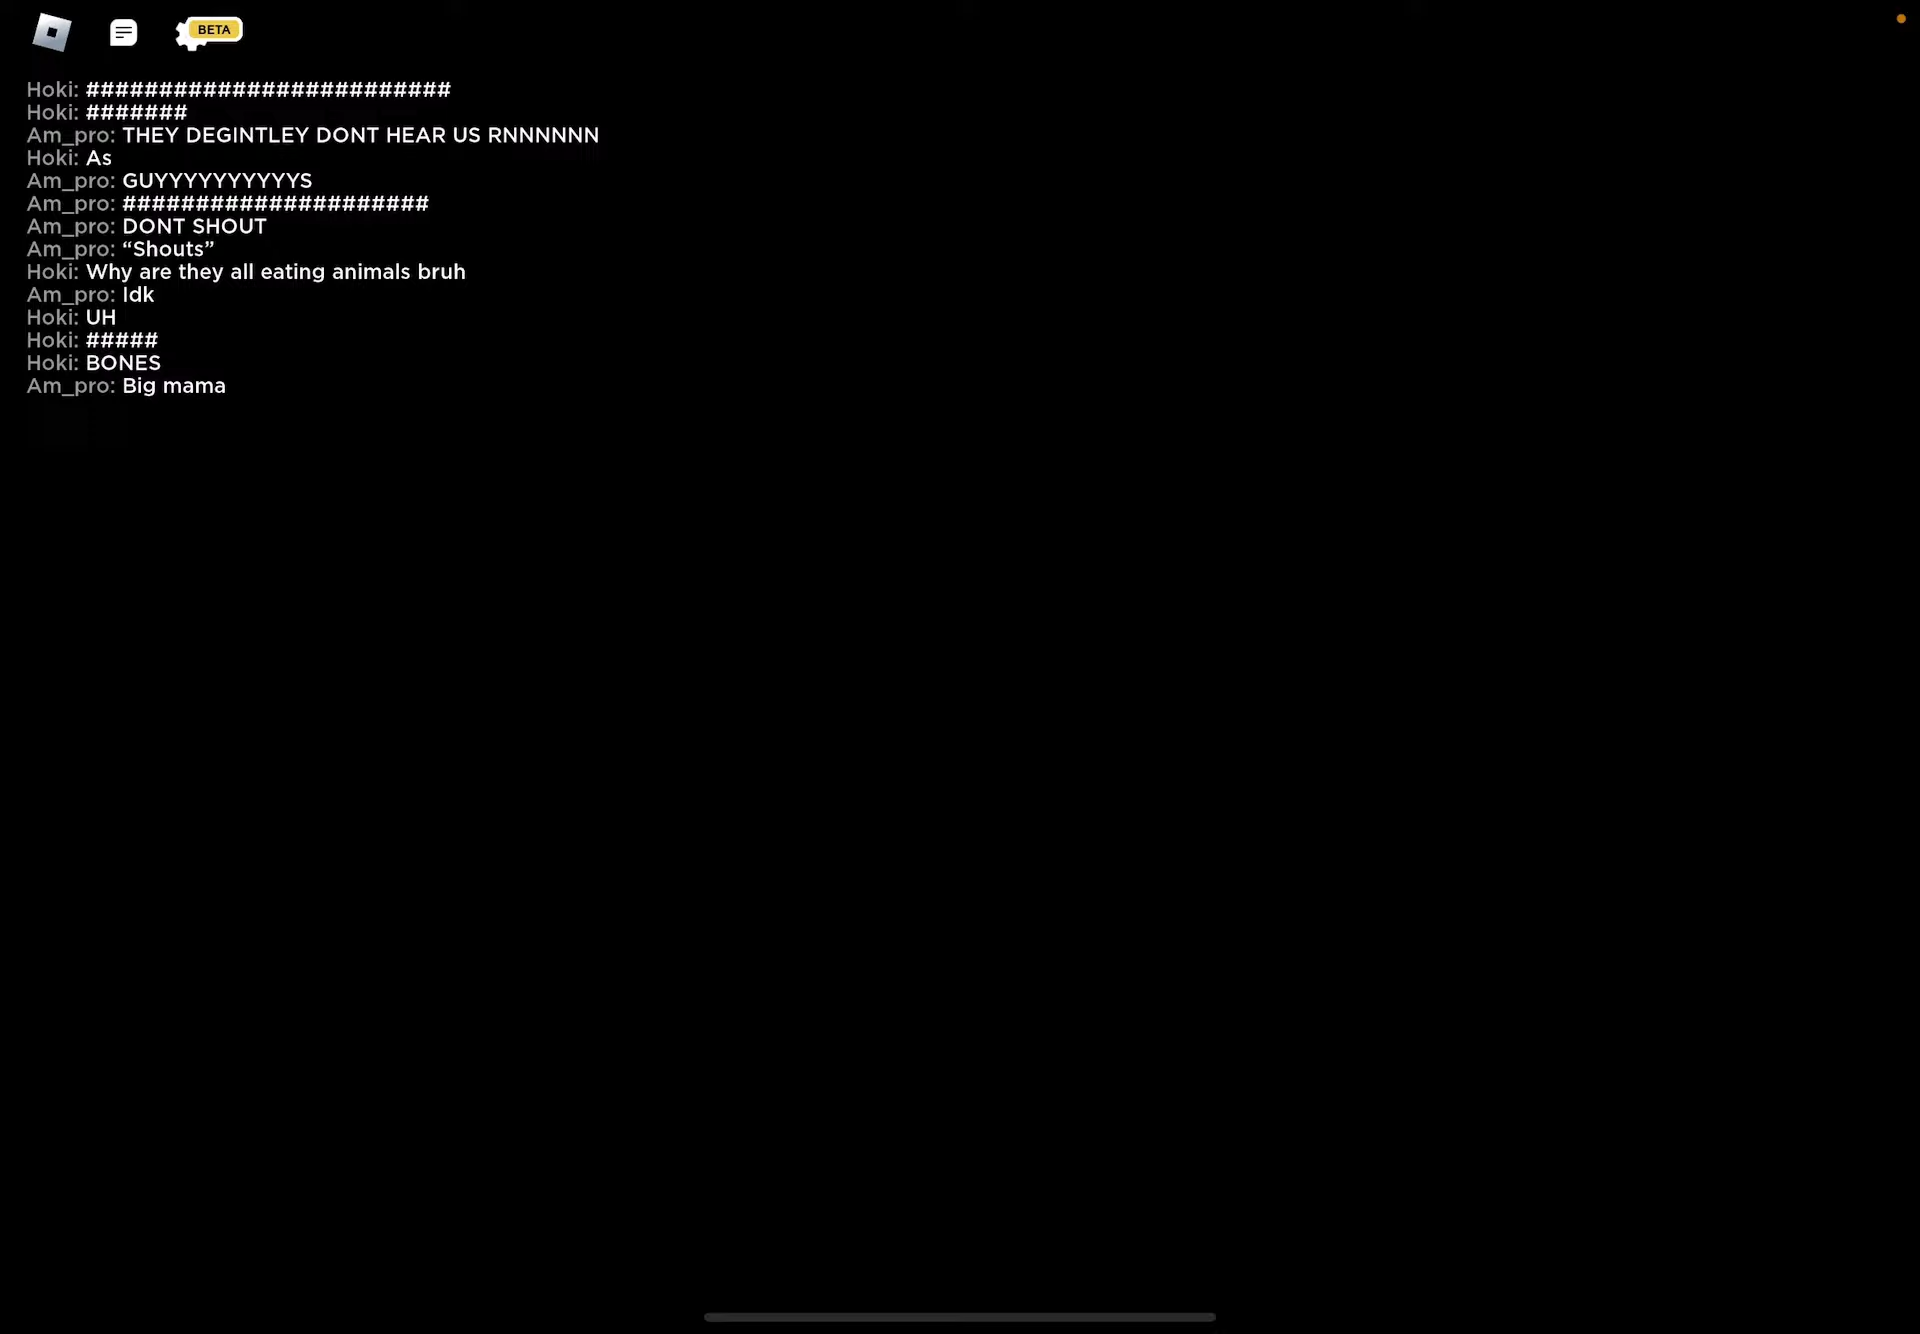 BETA
Hoki: #########################
Hoki: #######
Am_pro: THEY DEGINTLEY DONT HEAR US RNNNNNN
Hoki: As
Am_pro: GUYYYYYYYYYYS
Am_pro: #####################
Am_pro: DONT SHOUT
Am_pro: “Shouts”
Hoki: Why are they all eating animals bruh
Am_pro: Idk
Hoki: UH
Hoki: #####
Hoki: BONES
Am_pro: Big mama